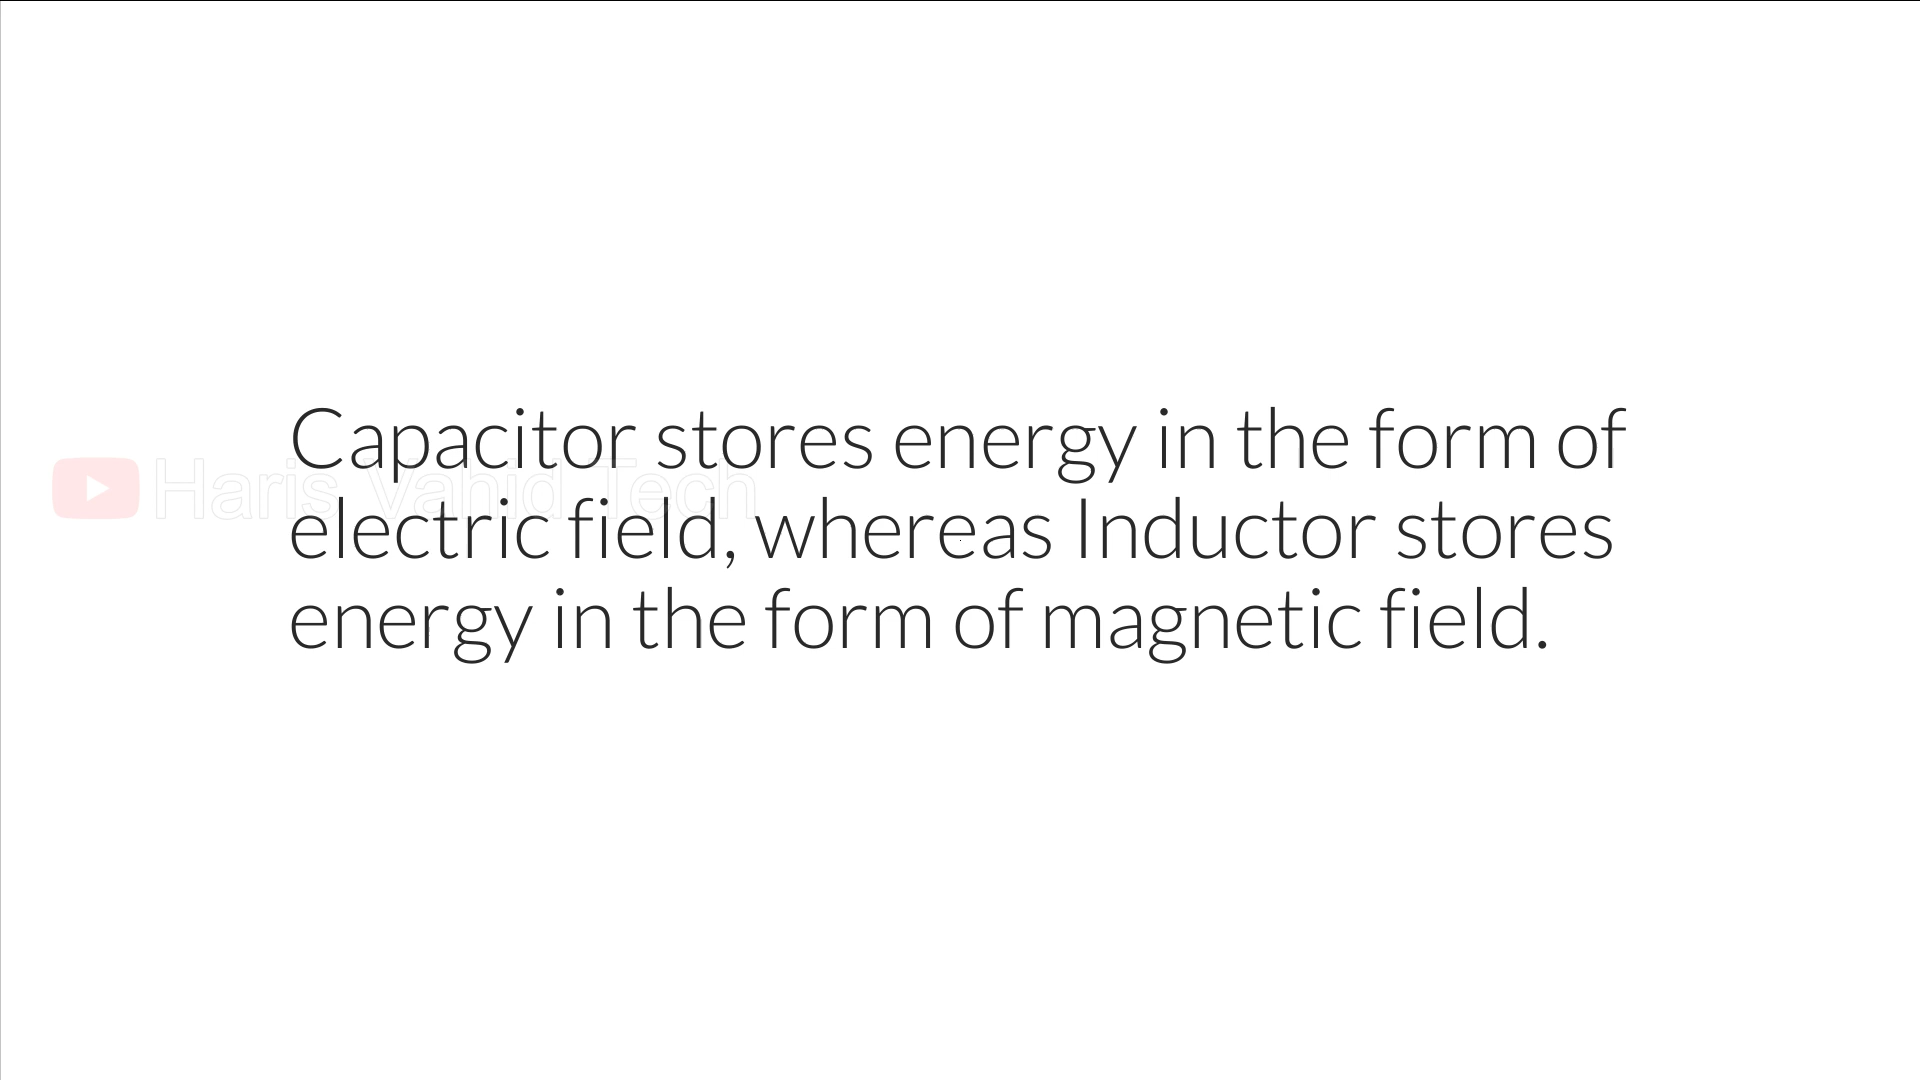 Capacitor stores energy in the form of
Haris Vahid Tech
electric field, whereas Inductor stores
energy in the form of magnetic field.